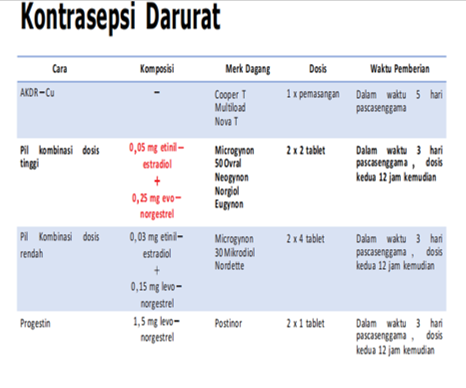 Kontrasepsi Darurat
Cara Komposisi Merk Dagang Dosis Waktu Pemberian
AKDR–Cu – Cooper T 1 x pemasangan Dalam waktu 5 hari
Multiload pascasenggama
Nova T
Pil kombinasi dosis 0,05 mg etinil– Microgynon 2 x 2 tablet Dalam waktu 3 hari
tinggi estradiol 50 Ovral pascasenggama , dosis
+ Neogynon kedua 12 jam kemudian
0,25 mg evo– Norgiol
norgestrel Eugynon
Pil Kombinasi dosis 0,03 mg etinil– Microgynon 2 x 4 tablet Dalam waktu 3 hari
rendah estradiol 30 Mikrodiol pascasenggama , dosis
+ Nordette kedua 12 jam kemudian
0,15 mg levo–
norgestrel
Progestin 1,5 mg levo– Postinor 2 x 1 tablet Dalam waktu 3 hari
norgestrel pascasenggama , dosis
kedua 12 jam kemudian